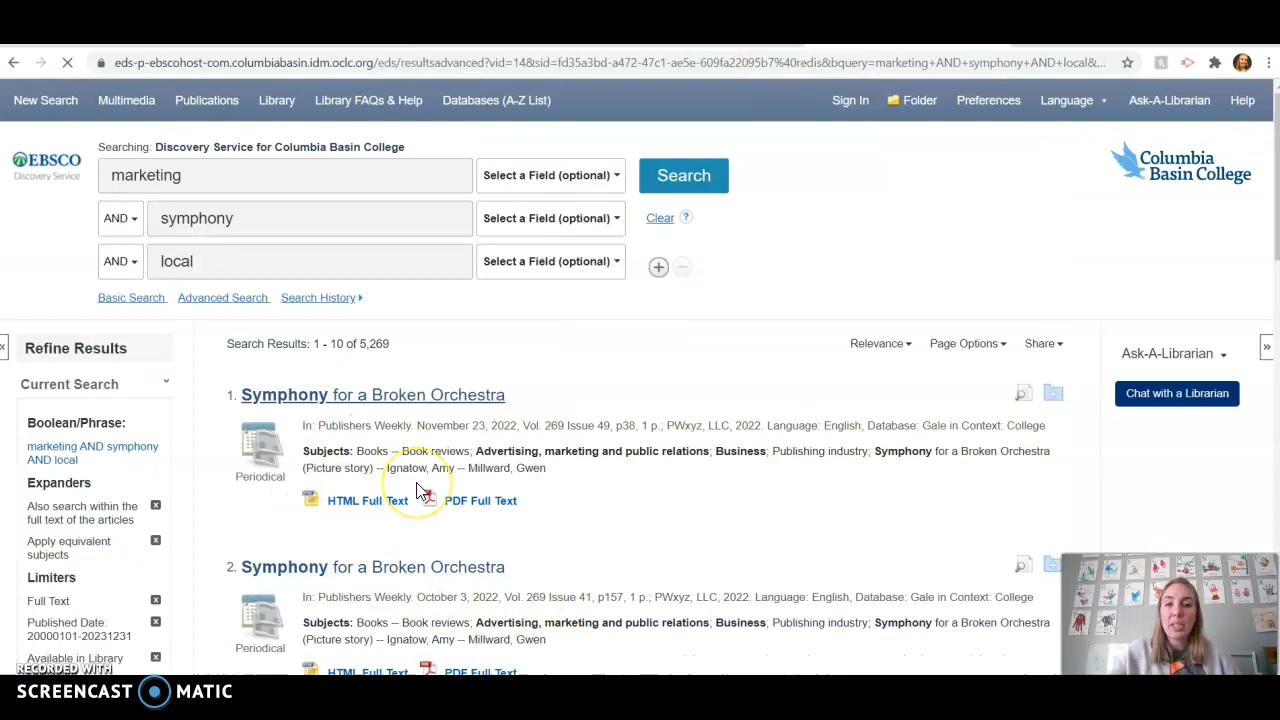 eds-p-ebscohost-com.columbiabasin.idm.oclc.org/eds/resultsadvanced?vid=14&sid=fd35a3bd-a472-47c1-ae5e-609fa22095b7%40redis&bquery=marketing+AND+symphony+AND+local&...
New Search Multimedia Publications Library Library FAQs & Help Databases (A-Z List) Sign In Folder Preferences Language Ask-A-Librarian Help
EBSCO
Discovery Service
Searching: Discovery Service for Columbia Basin College
marketing Select a Field (optional) Search
AND symphony Select a Field (optional) Clear ?
AND local Select a Field (optional)
Basic Search Advanced Search Search History
Columbia
Basin College
Refine Results
Current Search
Boolean/Phrase:
marketing AND symphony
AND local
Expanders
Also search within the
full text of the articles
Apply equivalent
subjects
Limiters
Full Text
Published Date:
20000101-20231231
Available in Library
Search Results: 1 - 10 of 5,269 Relevance Page Options Share
1. Symphony for a Broken Orchestra
In: Publishers Weekly. November 23, 2022, Vol. 269 Issue 49, p38, 1 p.; PWxyz, LLC, 2022. Language: English, Database: Gale in Context: College
Subjects: Books -- Book reviews; Advertising, marketing and public relations; Business; Publishing industry; Symphony for a Broken Orchestra
(Picture story) -- Ignatow, Amy -- Millward, Gwen
Periodical
HTML Full Text PDF Full Text
2. Symphony for a Broken Orchestra
In: Publishers Weekly. October 3, 2022, Vol. 269 Issue 41, p157, 1 p.; PWxyz, LLC, 2022. Language: English, Database: Gale in Context: College
Subjects: Books -- Book reviews; Advertising, marketing and public relations; Business; Publishing industry; Symphony for a Broken Orchestra
(Picture story) -- Ignatow, Amy -- Millward, Gwen
Periodical
HTML Full Text PDF Full Text
Ask-A-Librarian
Chat with a Librarian
RECORDED WITH
SCREENCAST MATIC